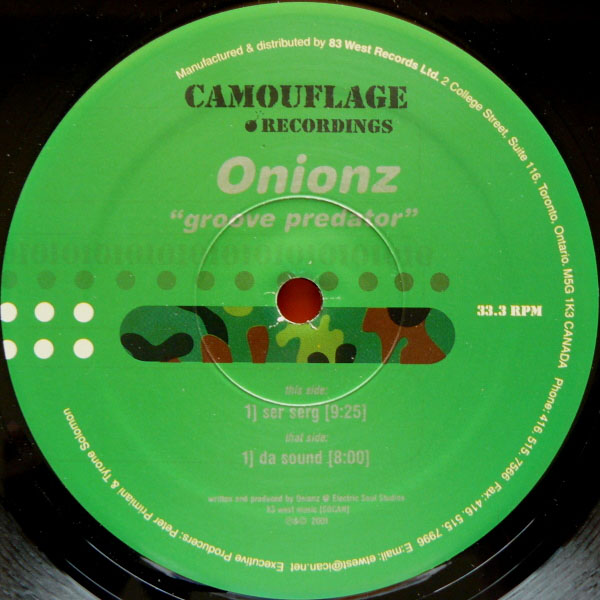 Manufactured & distributed by 83 West Records Ltd. 2 College Street, Suite 116, Toronto, Ontario. M5G 1K3 CANADA Phone:416. 515. 7566 Fax:416. 515. 7996 E:mail:etwest@ican.net Executive Producers: Peter Primiani & Tyrone Solomon
CAMOUFLAGE
RECORDINGS
Onionz
“groove predator”
33.3 RPM
this side:
1] ser serg [9:25]
that side:
1] da sound [8:00]
written and produced by Onionz @ Electric Soul Studios
83 west music [SOCAN]